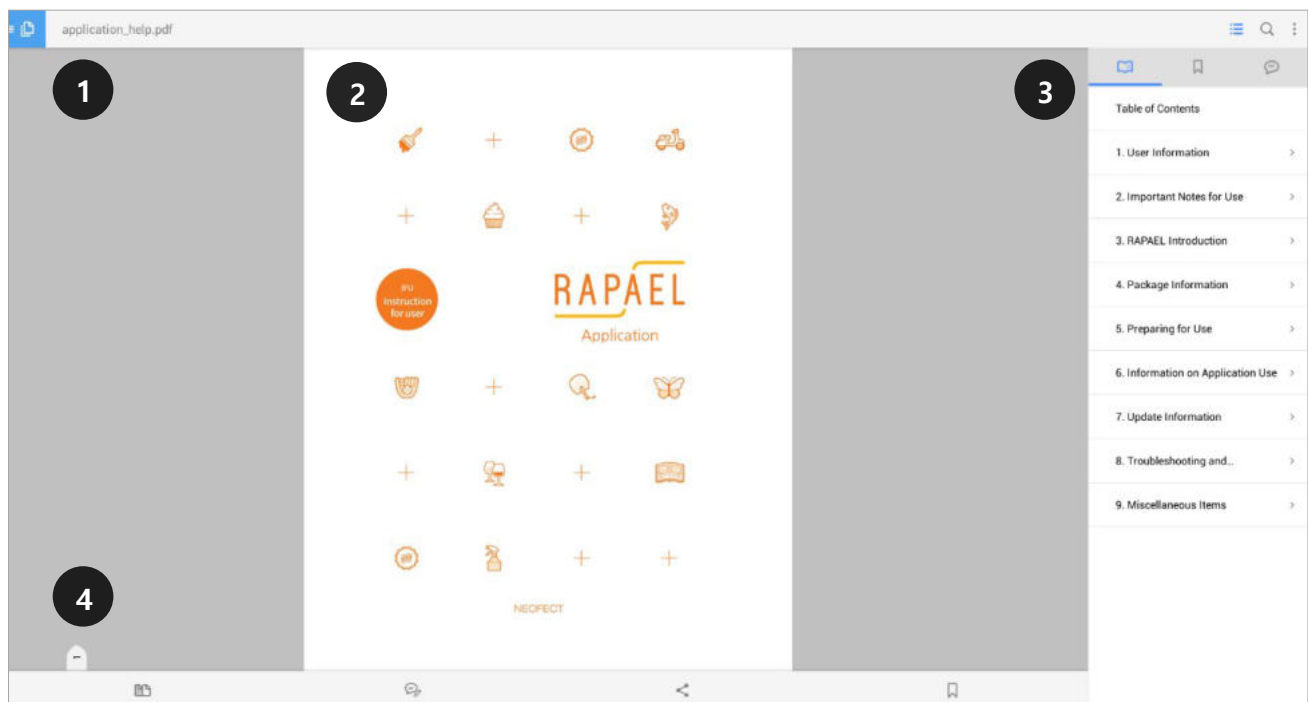 application_help.pdf
1
2
3
4
Table of Contents
1. User Information
2. Important Notes for Use
3. RAPAEL Introduction
4. Package Information
5. Preparing for Use
6. Information on Application Use
7. Update Information
8. Troubleshooting and..
9. Miscellaneous Items
IFU
Instruction
for user
RAPAEL
Application
NEOFECT
1